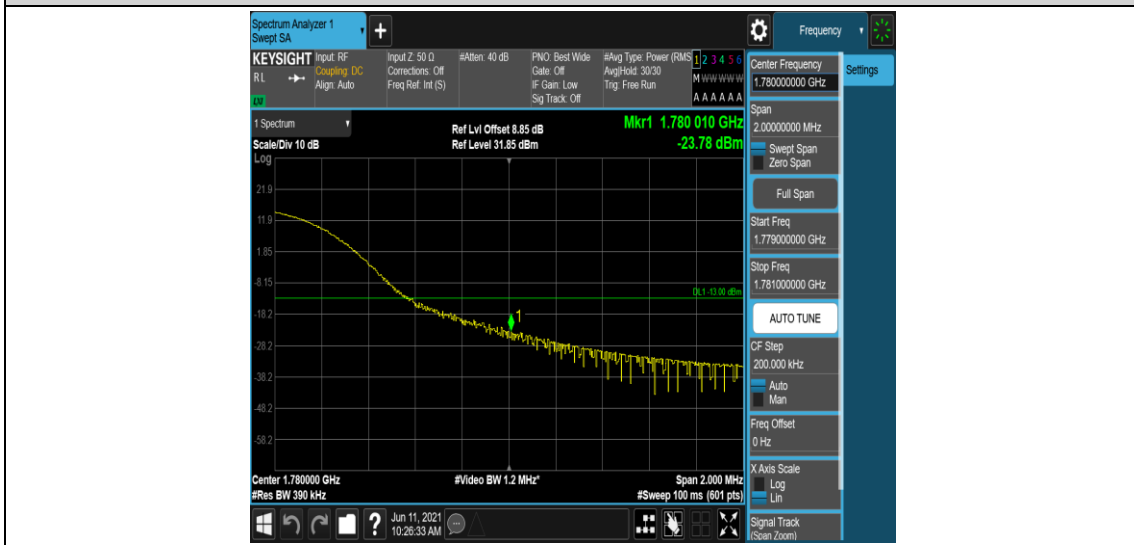 Spectrum Analyzer 1
Swept SA
+
Frequency
KEYSIGHT
RL
Input: RF
Coupling: DC
Align: Auto
Input Z: 50 Ω
Corrections: Off
Freq Ref: Int (S)
#Atten: 40 dB
PNO: Best Wide
Gate: Off
IF Gain: Low
Sig Track: Off
#Avg Type: Power (RMS
Avg|Hold: 30/30
Trig: Free Run
1 2 3 4 5 6
M W W W W W
A A A A A A
1 Spectrum
Scale/Div 10 dB
Log
Ref Lvl Offset 8.85 dB
Ref Level 31.85 dBm
Mkr1 1.780 010 GHz
-23.78 dBm
21.9
11.9
1.85
-8.15
DL1 -13.00 dBm
-18.2
1
-28.2
-38.2
-48.2
-58.2
Center 1.780000 GHz
#Res BW 390 kHz
#Video BW 1.2 MHz*
Span 2.000 MHz
#Sweep 100 ms (601 pts)
?
Jun 11, 2021
10:26:33 AM
Center Frequency
1.780000000 GHz
Settings
Span
2.00000000 MHz
Swept Span
Zero Span
Full Span
Start Freq
1.779000000 GHz
Stop Freq
1.781000000 GHz
AUTO TUNE
CF Step
200.000 kHz
Auto
Man
Freq Offset
0 Hz
X Axis Scale
Log
Lin
Signal Track
(Span Zoom)